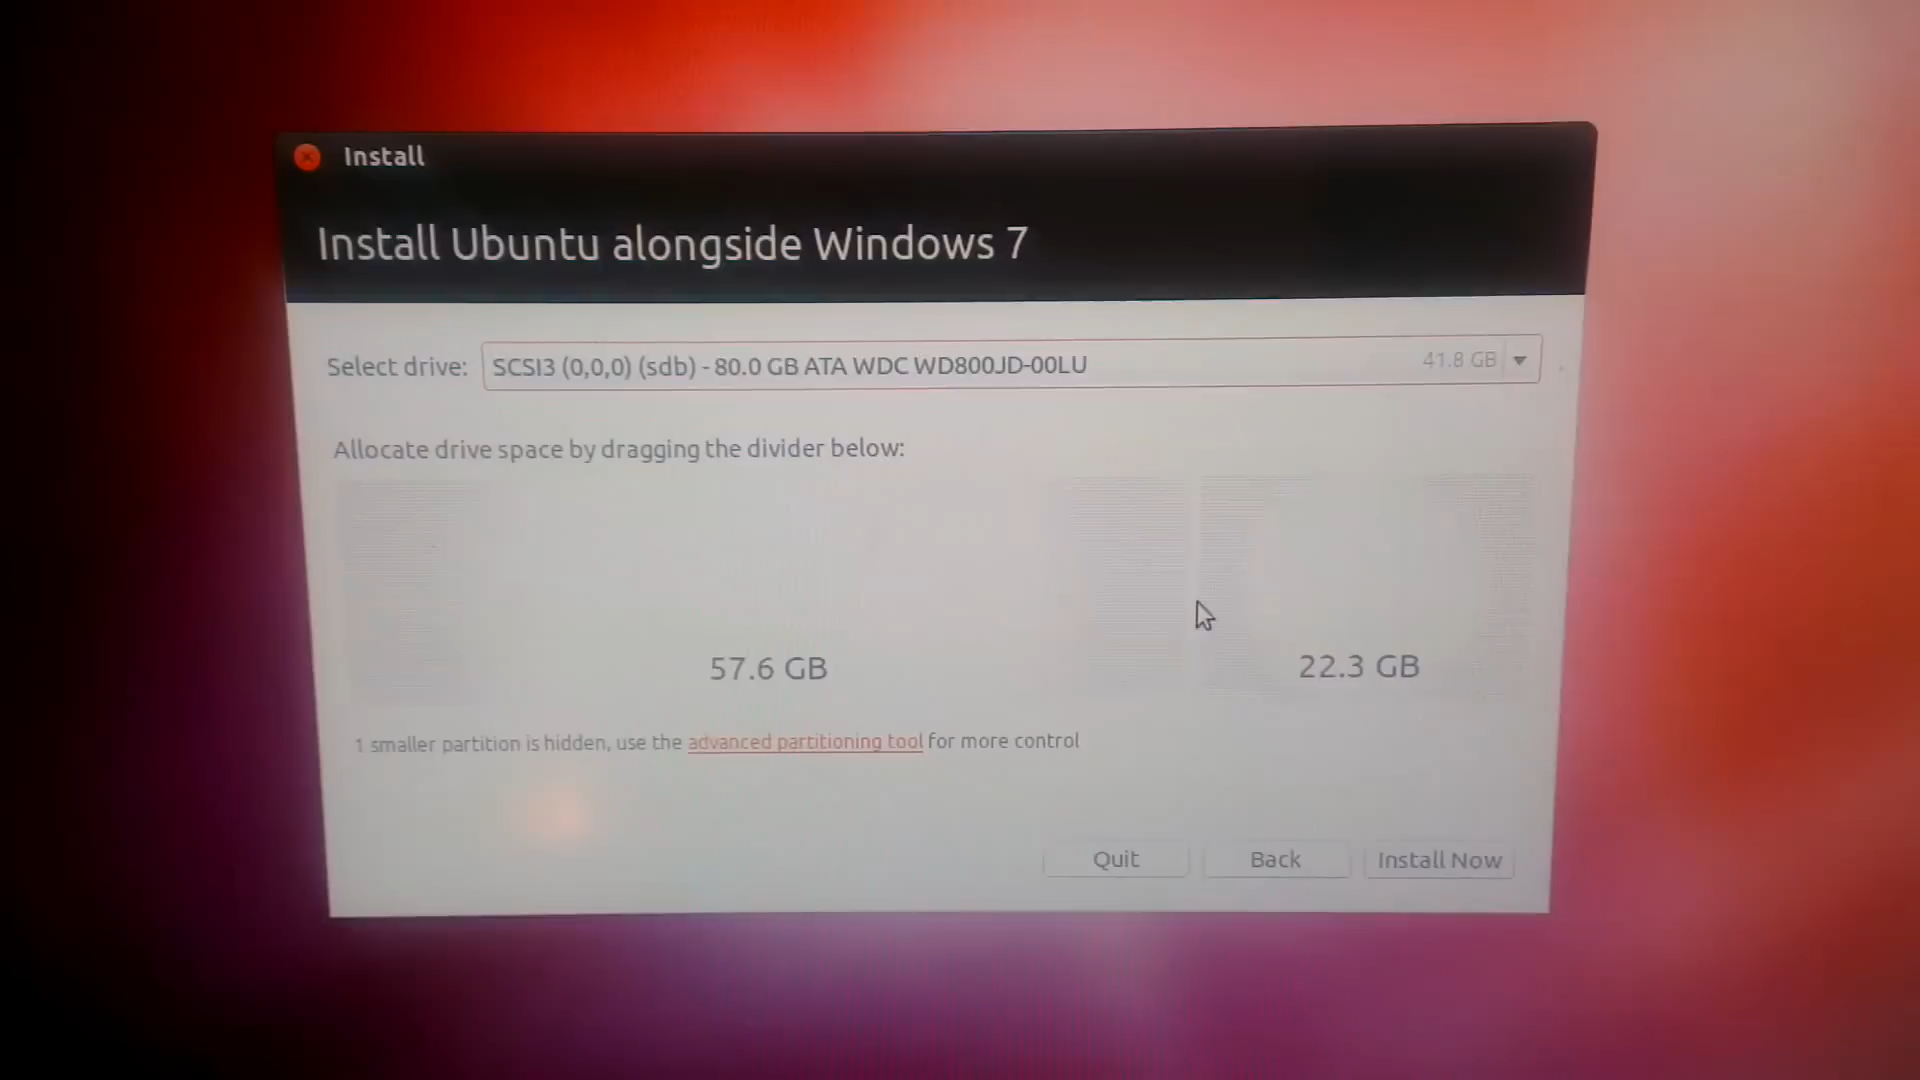 Install
Install Ubuntu alongside Windows 7
Select drive: SCSI3 (0,0,0) (sdb) - 80.0 GB ATA WDC WD800JD-00LU 41.8 GB
Allocate drive space by dragging the divider below:
57.6 GB 22.3 GB
1 smaller partition is hidden, use the advanced partitioning tool for more control
Quit Back Install Now